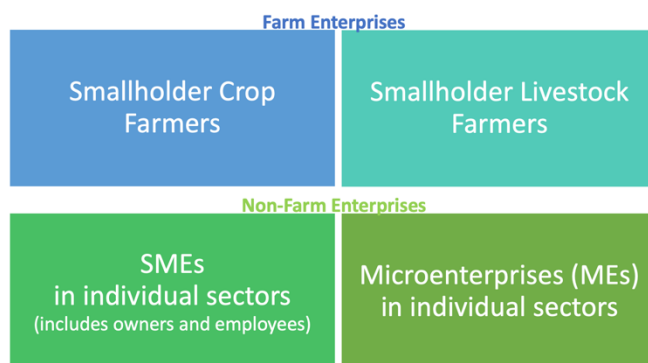 Farm Enterprises
Smallholder Crop
Farmers
Smallholder Livestock
Farmers
Non-Farm Enterprises
SMEs
in individual sectors
(includes owners and employees)
Microenterprises (MEs)
in individual sectors